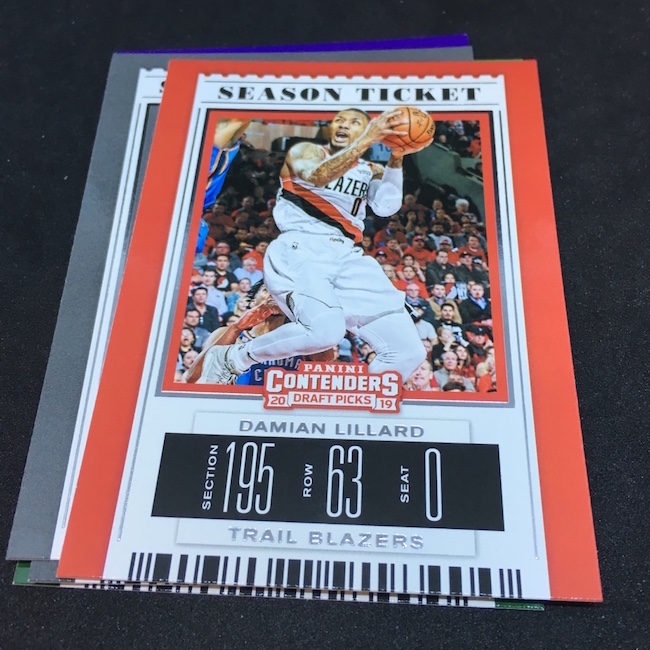 SEASON TICKET
BLAZERS
0
PANINI
CONTENDERS
20 DRAFT PICKS 19
DAMIAN LILLARD
SECTION 195 ROW 63 SEAT 0
TRAIL BLAZERS